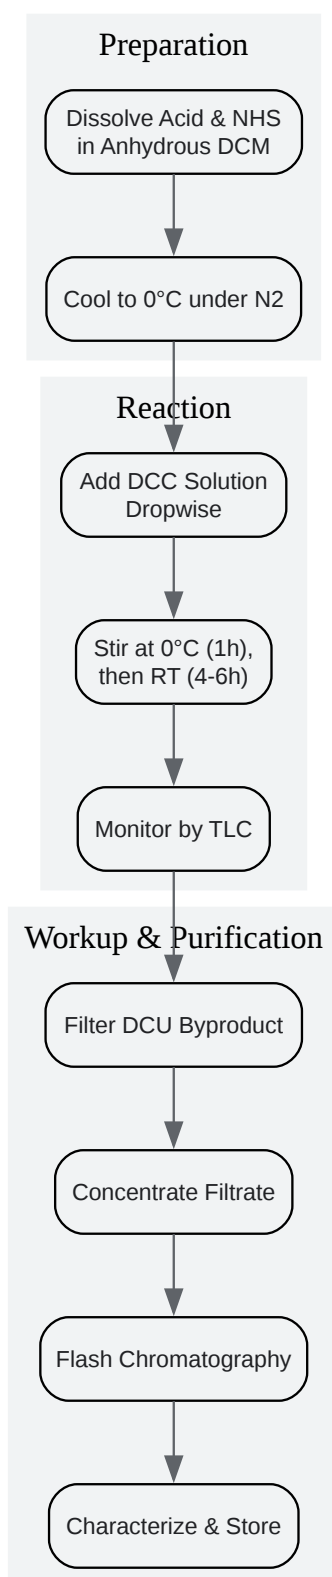 Preparation
Dissolve Acid & NHS
in Anhydrous DCM
Cool to 0°C under N2
Reaction
Add DCC Solution
Dropwise
Stir at 0°C (1h),
then RT (4-6h)
Monitor by TLC
Workup & Purification
Filter DCU Byproduct
Concentrate Filtrate
Flash Chromatography
Characterize & Store